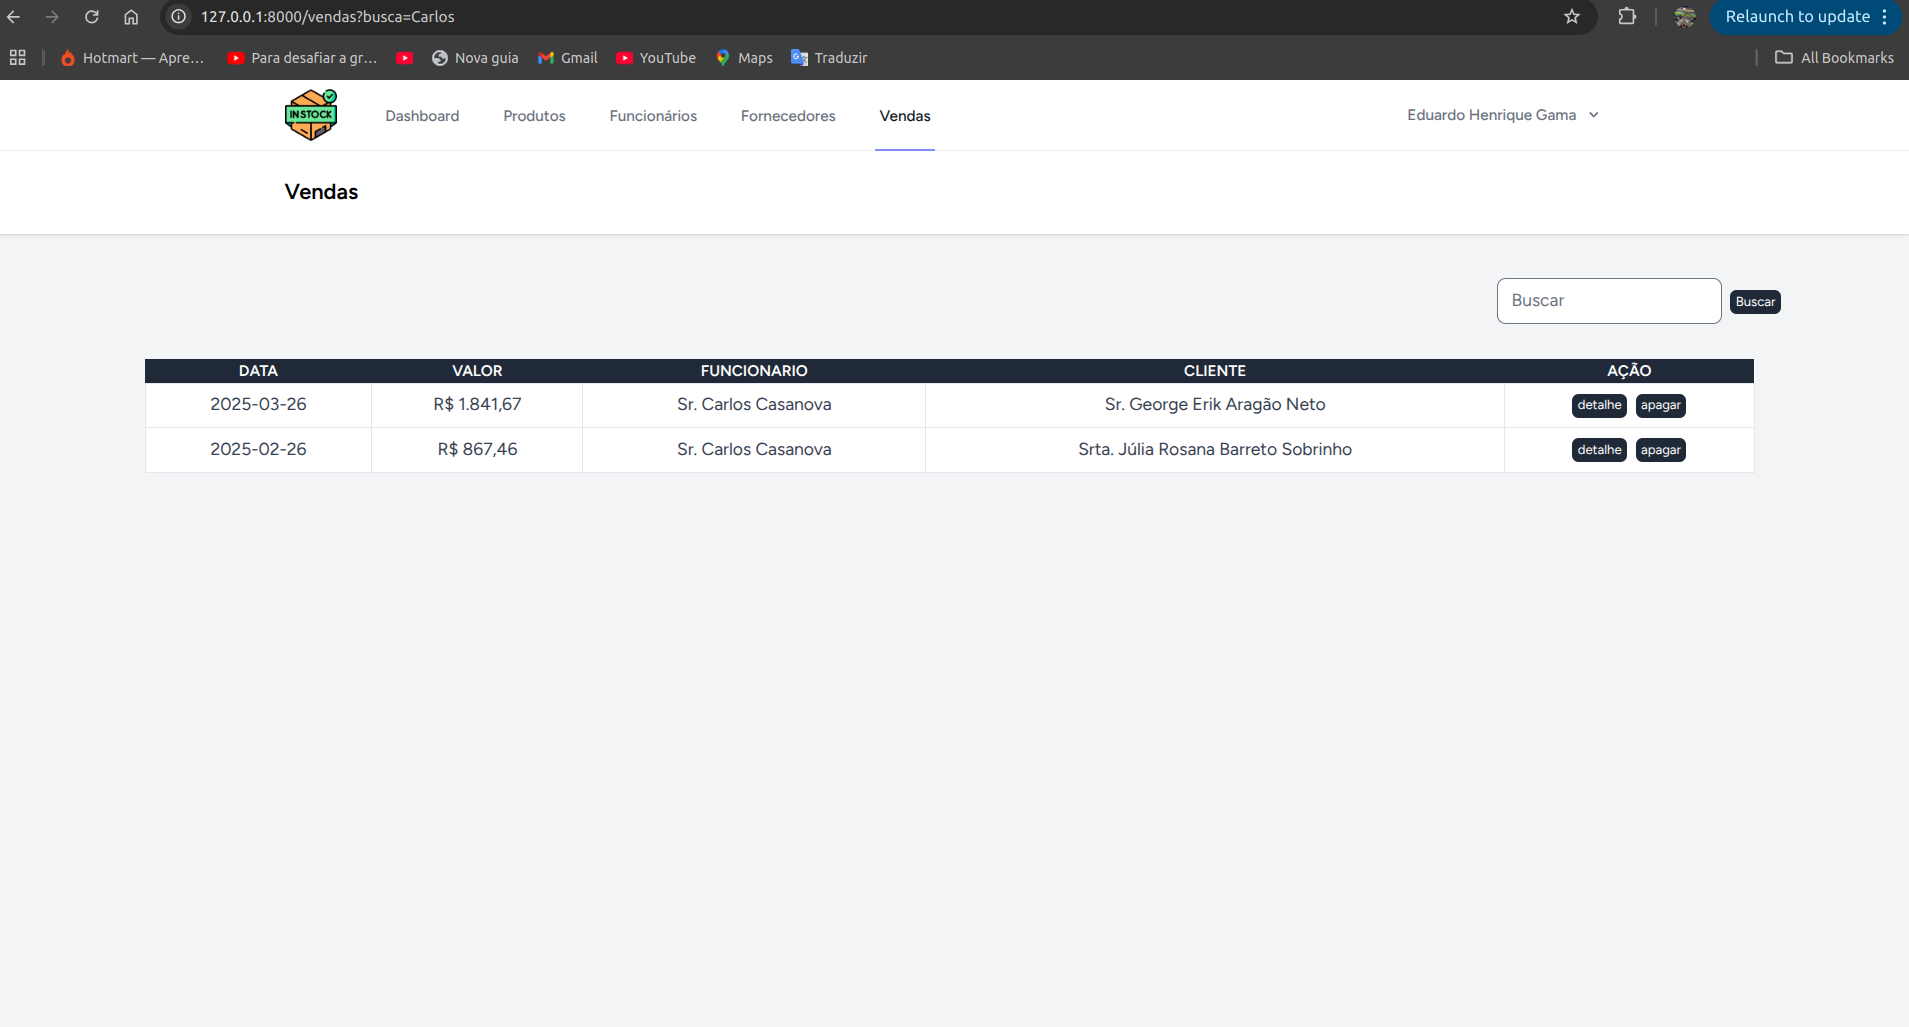 127.0.0.1:8000/vendas?busca=Carlos
Relaunch to update
Hotmart — Apre...
Para desafiar a gr...
Nova guia
Gmail
YouTube
Maps
Traduzir
All Bookmarks
IN STOCK
Dashboard
Produtos
Funcionários
Fornecedores
Vendas
Eduardo Henrique Gama
Vendas
Buscar
Buscar
DATA VALOR FUNCIONARIO CLIENTE AÇÃO
2025-03-26 R$ 1.841,67 Sr. Carlos Casanova Sr. George Erik Aragão Neto detalhe apagar
2025-02-26 R$ 867,46 Sr. Carlos Casanova Srta. Júlia Rosana Barreto Sobrinho detalhe apagar